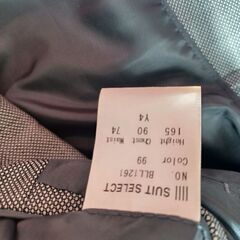 |||| SUIT SELECT
NO. BLL1261
Color 99
Height Chest Waist
165 90 74
Y4